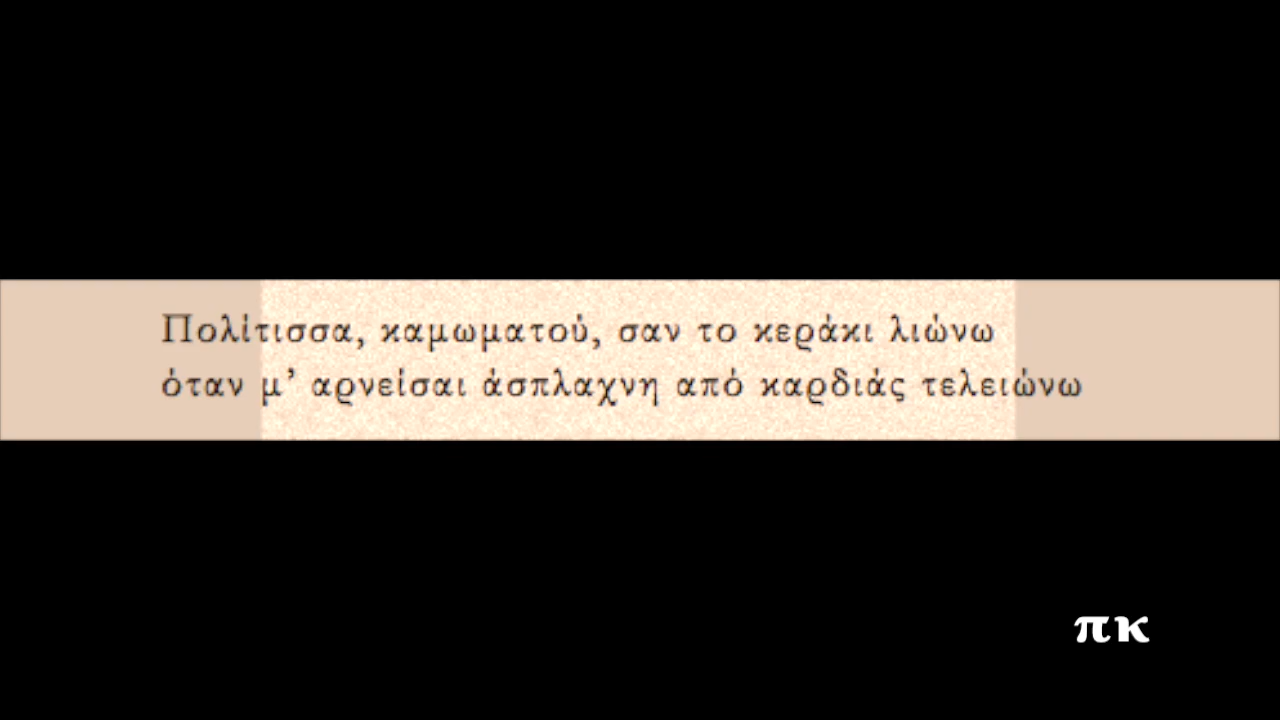 Πολίτισσα, καμωματού, σαν το κεράκι λιώνω
όταν μ’ αρνείσαι άσπλαχνη από καρδιάς τελειώνω
πκ